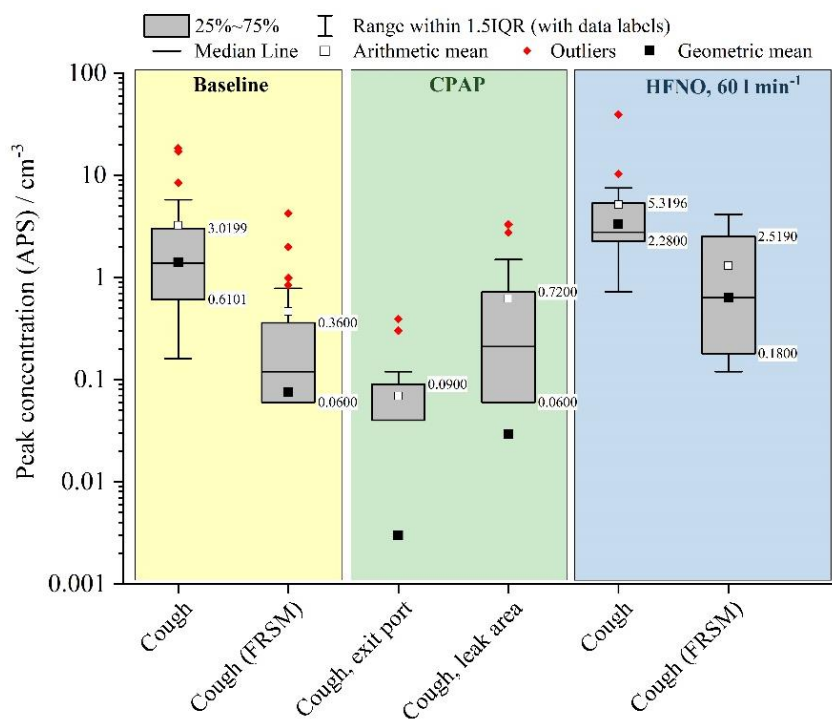 25%~75% Range within 1.5IQR (with data labels)
Median Line Arithmetic mean Outliers Geometric mean
Peak concentration (APS) / cm⁻³
100
10
1
0.1
0.01
0.001
Baseline
CPAP
HFNO, 60 l min⁻¹
3.0199
0.6101
0.3600
0.0600
0.0900
0.7200
0.0600
5.3196
2.2800
2.5190
0.1800
Cough
Cough (FRSM)
Cough, exit port
Cough, leak area
Cough
Cough (FRSM)